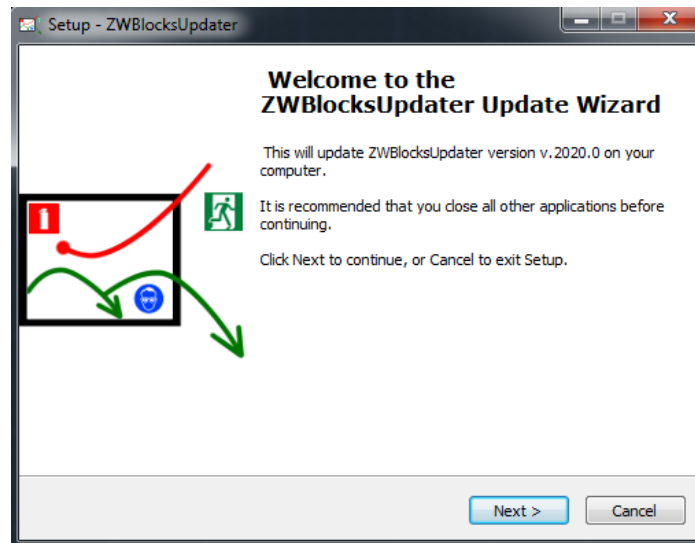 Setup - ZWBlocksUpdater
Welcome to the
ZWBlocksUpdater Update Wizard
This will update ZWBlocksUpdater version v.2020.0 on your
computer.
It is recommended that you close all other applications before
continuing.
Click Next to continue, or Cancel to exit Setup.
Next >
Cancel